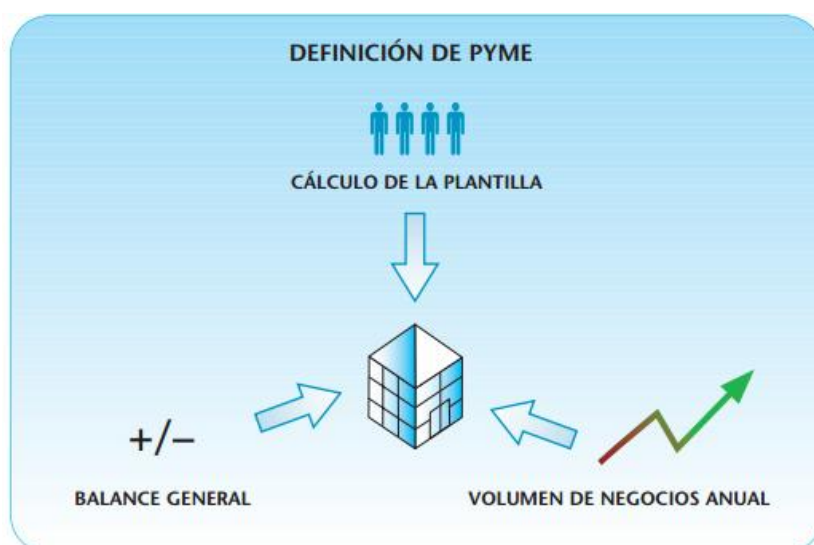 DEFINICIÓN DE PYME
CÁLCULO DE LA PLANTILLA
+/–
BALANCE GENERAL
VOLUMEN DE NEGOCIOS ANUAL